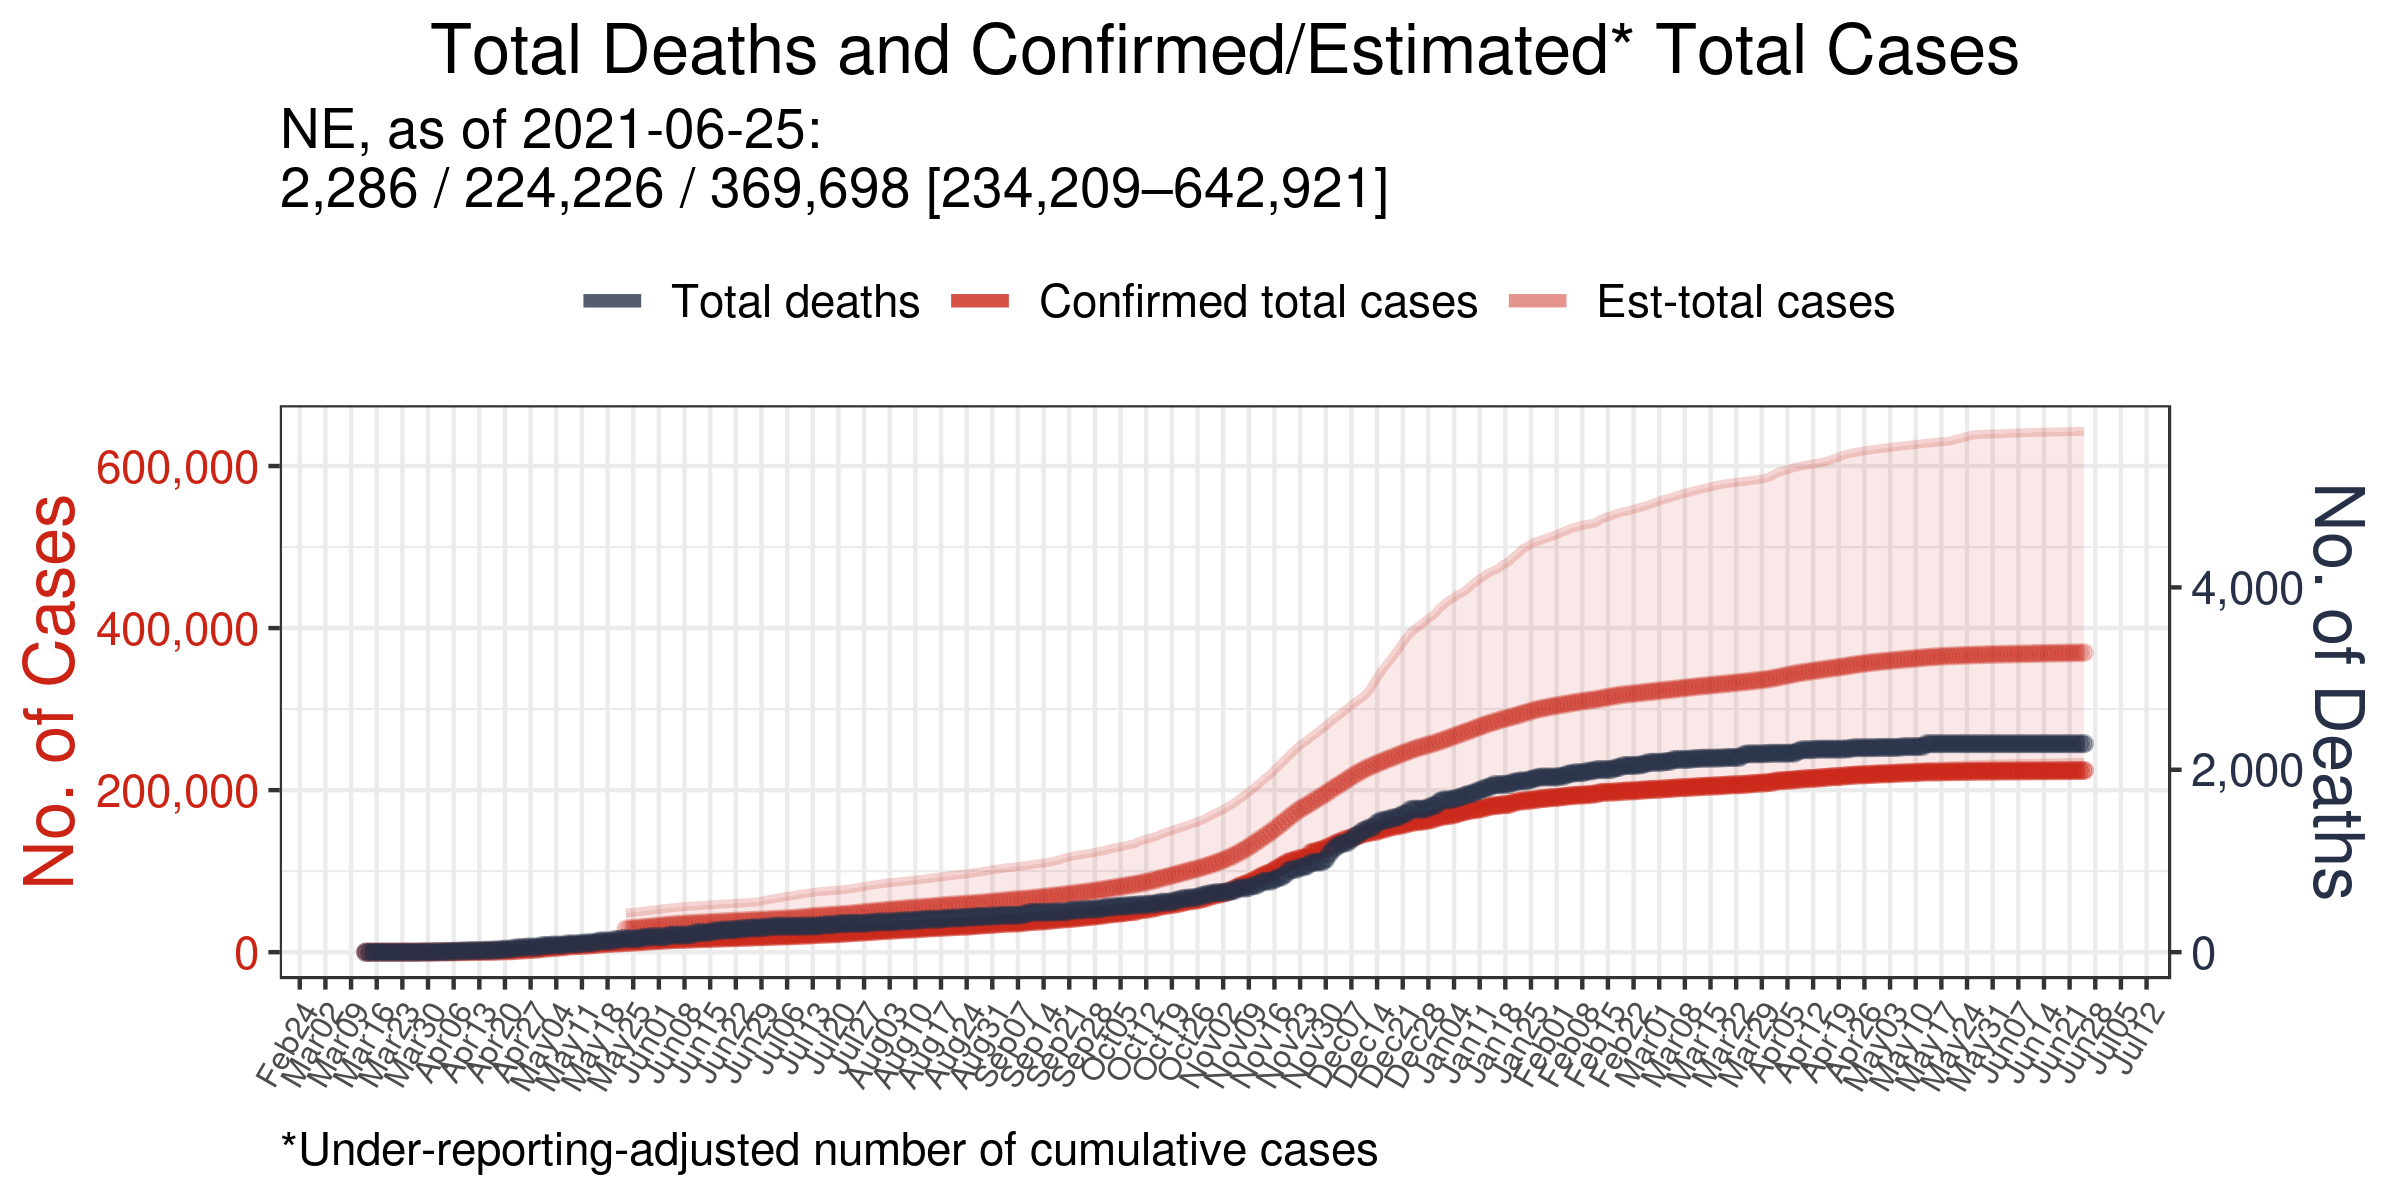 Total Deaths and Confirmed/Estimated* Total Cases
NE, as of 2021-06-25:
2,286 / 224,226 / 369,698 [234,209–642,921]
Total deaths
Confirmed total cases
Est-total cases
No. of Cases
600,000
400,000
200,000
0
No. of Deaths
4,000
2,000
0
Feb24
Mar02
Mar09
Mar16
Mar23
Mar30
Apr06
Apr13
Apr20
Apr27
May04
May11
May18
May25
Jun01
Jun08
Jun15
Jun22
Jun29
Jul06
Jul13
Jul20
Jul27
Aug03
Aug10
Aug17
Aug24
Aug31
Sep07
Sep14
Sep21
Sep28
Oct05
Oct12
Oct19
Oct26
Nov02
Nov09
Nov16
Nov23
Nov30
Dec07
Dec14
Dec21
Dec28
Jan04
Jan11
Jan18
Jan25
Feb01
Feb08
Feb15
Feb22
Mar01
Mar08
Mar15
Mar22
Mar29
Apr05
Apr12
Apr19
Apr26
May03
May10
May17
May24
May31
Jun07
Jun14
Jun21
Jun28
Jul05
Jul12
*Under-reporting-adjusted number of cumulative cases